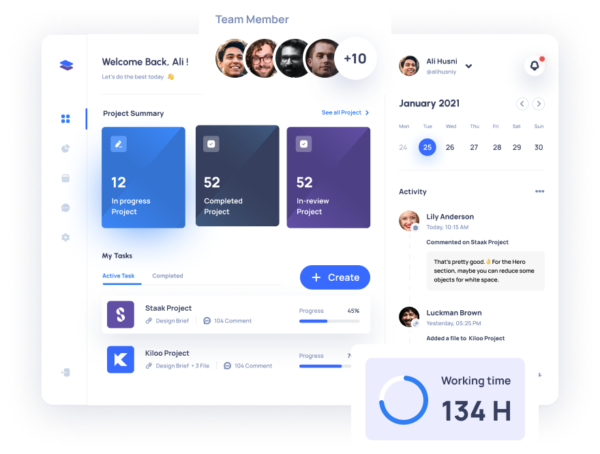 Team Member
+10
Welcome Back, Ali !
Let's do the best today 👋
Ali Husni
@alihusniy
Project Summary
See all Project
12
In progress
Project
52
Completed
Project
52
In-review
Project
January 2021
Mon Tue Wed Thu Fri Sat Sun
24 25 26 27 28 29 30
Activity
Lily Anderson
Today, 10:15 AM
Commented on Staak Project
That's pretty good.👌For the Hero
section, maybe you can reduce some
objects for white space.
Luckman Brown
Yesterday, 05.25 PM
Added a file to Kiloo Project
My Tasks
Active Task Completed
+ Create
Staak Project
Design Brief
104 Comment
Progress 45%
Kiloo Project
Design Brief • 3 File
104 Comment
Progress
Working time
134 H